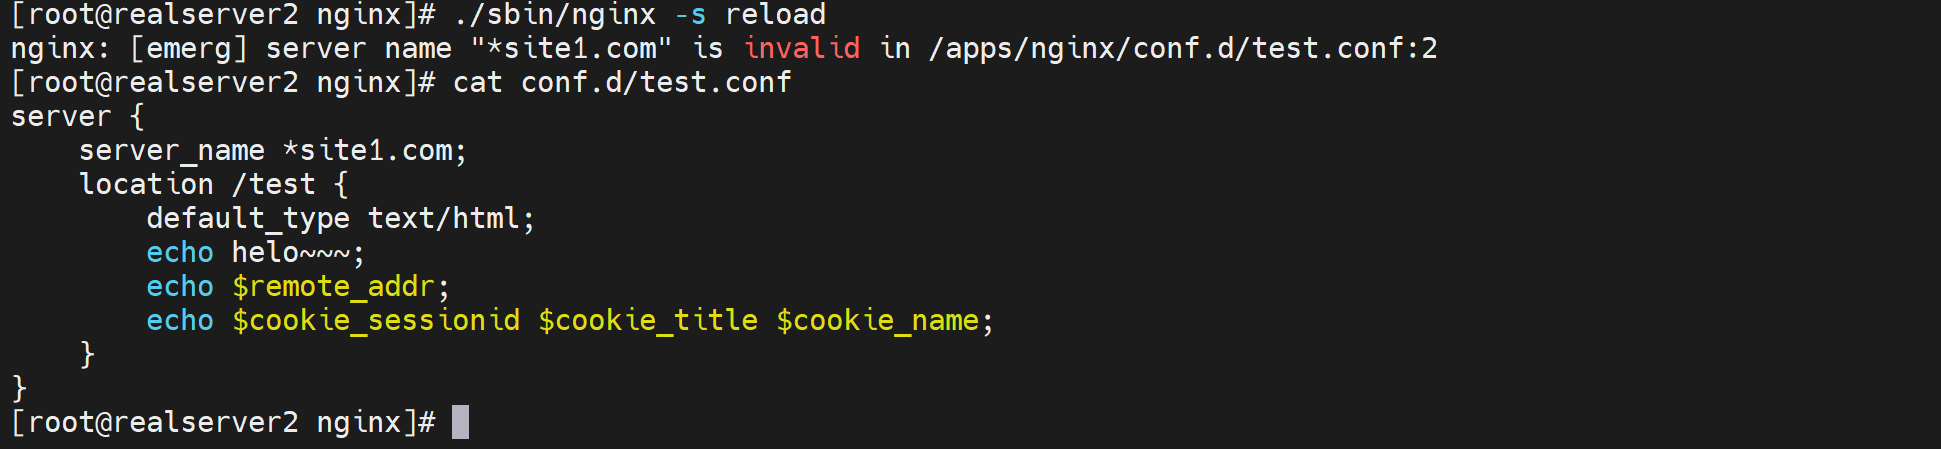 [root@realserver2 nginx]# ./sbin/nginx -s reload
nginx: [emerg] server name "*site1.com" is invalid in /apps/nginx/conf.d/test.conf:2
[root@realserver2 nginx]# cat conf.d/test.conf
server {
    server_name *site1.com;
    location /test {
        default_type text/html;
        echo helo~~~;
        echo $remote_addr;
        echo $cookie_sessionid $cookie_title $cookie_name;
    }
}
[root@realserver2 nginx]#